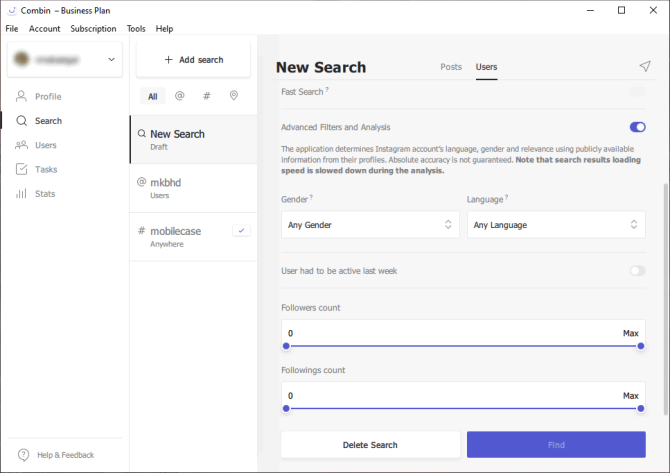 Combin – Business Plan
File Account Subscription Tools Help
Profile
Search
Users
Tasks
Stats
Help & Feedback
+ Add search
All @ #
New Search
Draft
@ mkbhd
Users
# mobilecase
Anywhere
New Search Posts Users
Fast Search ?
Advanced Filters and Analysis
The application determines Instagram account's language, gender and relevance using publicly available
information from their profiles. Absolute accuracy is not guaranteed. Note that search results loading
speed is slowed down during the analysis.
Gender ? Language ?
Any Gender Any Language
User had to be active last week
Followers count
0 Max
Followings count
0 Max
Delete Search Find